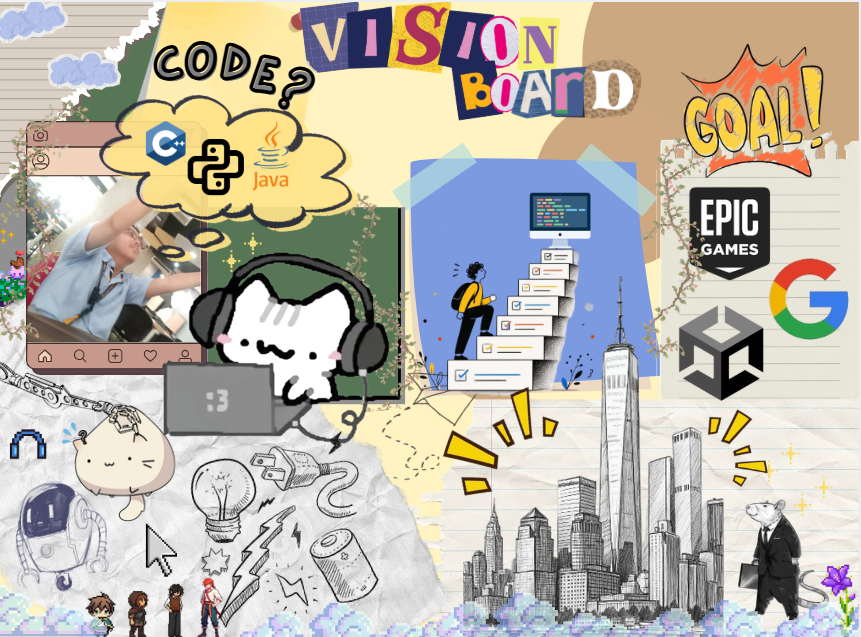 VISION
BOARD
CODE?
GOAL!
C++
Java
EPIC
GAMES
G
:3